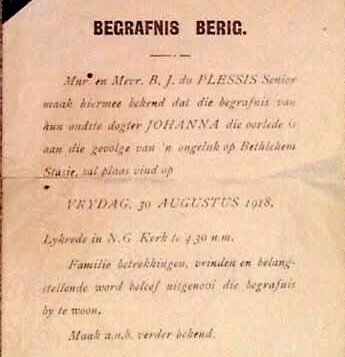 BEGRAFNIS BERIG.
Mnr en Mevr. B. J. du PLESSIS Senior
maak hiermee bekend dat die begrafnis van
hun oudste dogter JOHANNA die oorlede is
aan die gevolge van 'n ongeluk op Bethlehem
Stasie, sal plaas vind op
VRYDAG, 30 AUGUSTUS 1918.
Lykrede in N.G. Kerk te 4.30 n.m.
Familie betrekkingen, vrinden en belang-
stellende word beleef uitgenooi die begrafnis
by te woon.
Maak a.u.b. verder bekend.